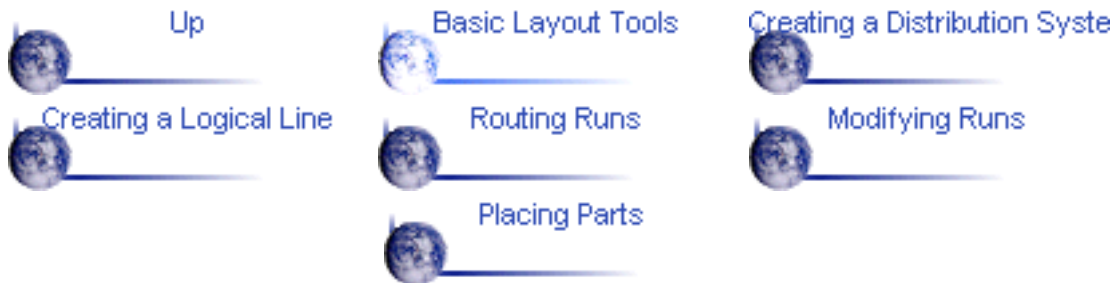 Up
Basic Layout Tools
Creating a Distribution Syste
Creating a Logical Line
Routing Runs
Modifying Runs
Placing Parts